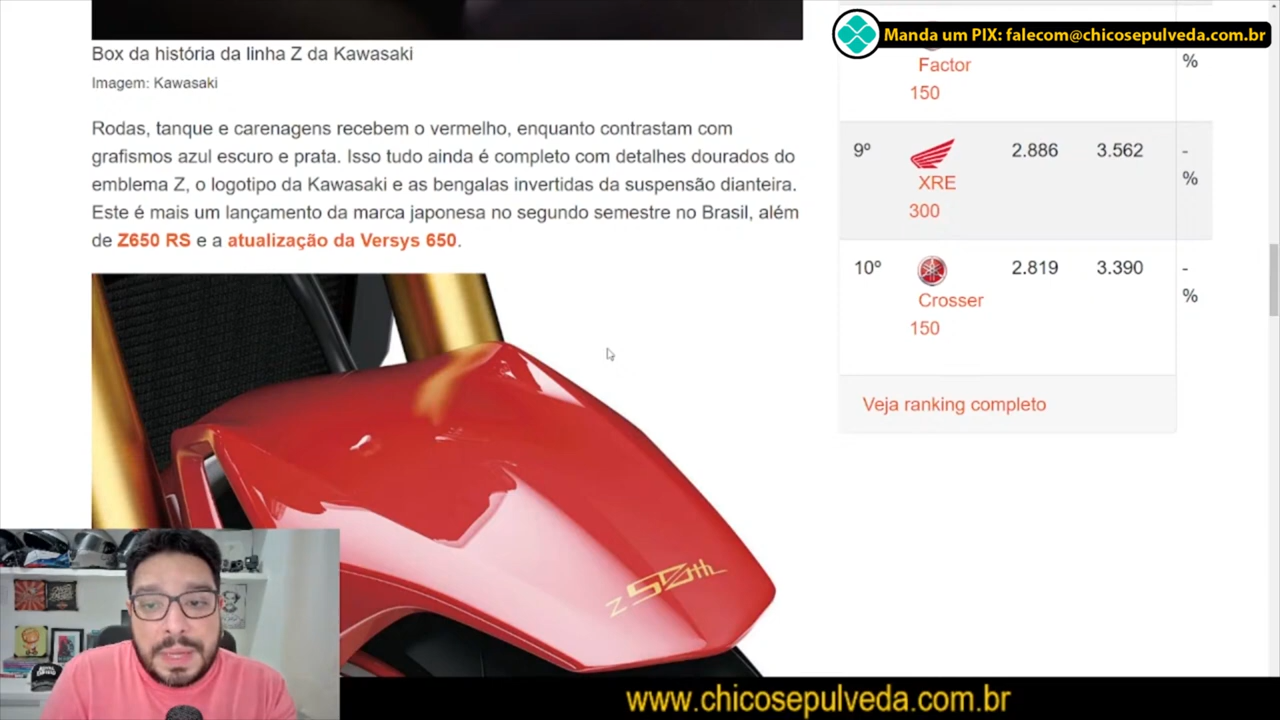 Manda um PIX: falecom@chicosepulveda.com.br
Box da história da linha Z da Kawasaki
Imagem: Kawasaki
Rodas, tanque e carenagens recebem o vermelho, enquanto contrastam com
grafismos azul escuro e prata. Isso tudo ainda é completo com detalhes dourados do
emblema Z, o logotipo da Kawasaki e as bengalas invertidas da suspensão dianteira.
Este é mais um lançamento da marca japonesa no segundo semestre no Brasil, além
de Z650 RS e a atualização da Versys 650.
Factor
150
%
9º
XRE
300
2.886
3.562
-
%
10º
Crosser
150
2.819
3.390
-
%
Veja ranking completo
Z 50th
www.chicosepulveda.com.br